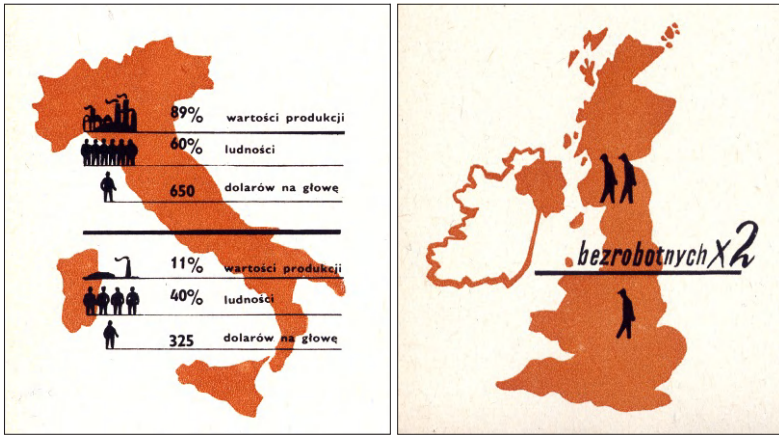 89% wartości produkcji
60% ludności
650 dolarów na głowę
11% wartości produkcji
40% ludności
325 dolarów na głowę
bezrobotnych X 2